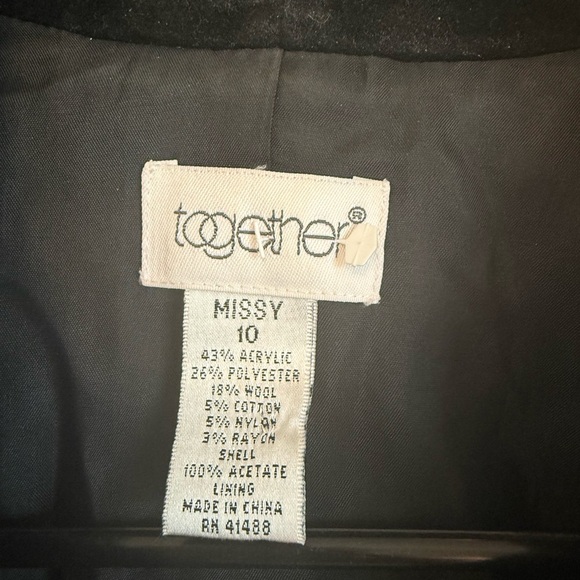 together®
MISSY
10
43% ACRYLIC
26% POLYESTER
18% WOOL
5% COTTON
5% NYLON
3% RAYON
SHELL
100% ACETATE
LINING
MADE IN CHINA
RN 41488